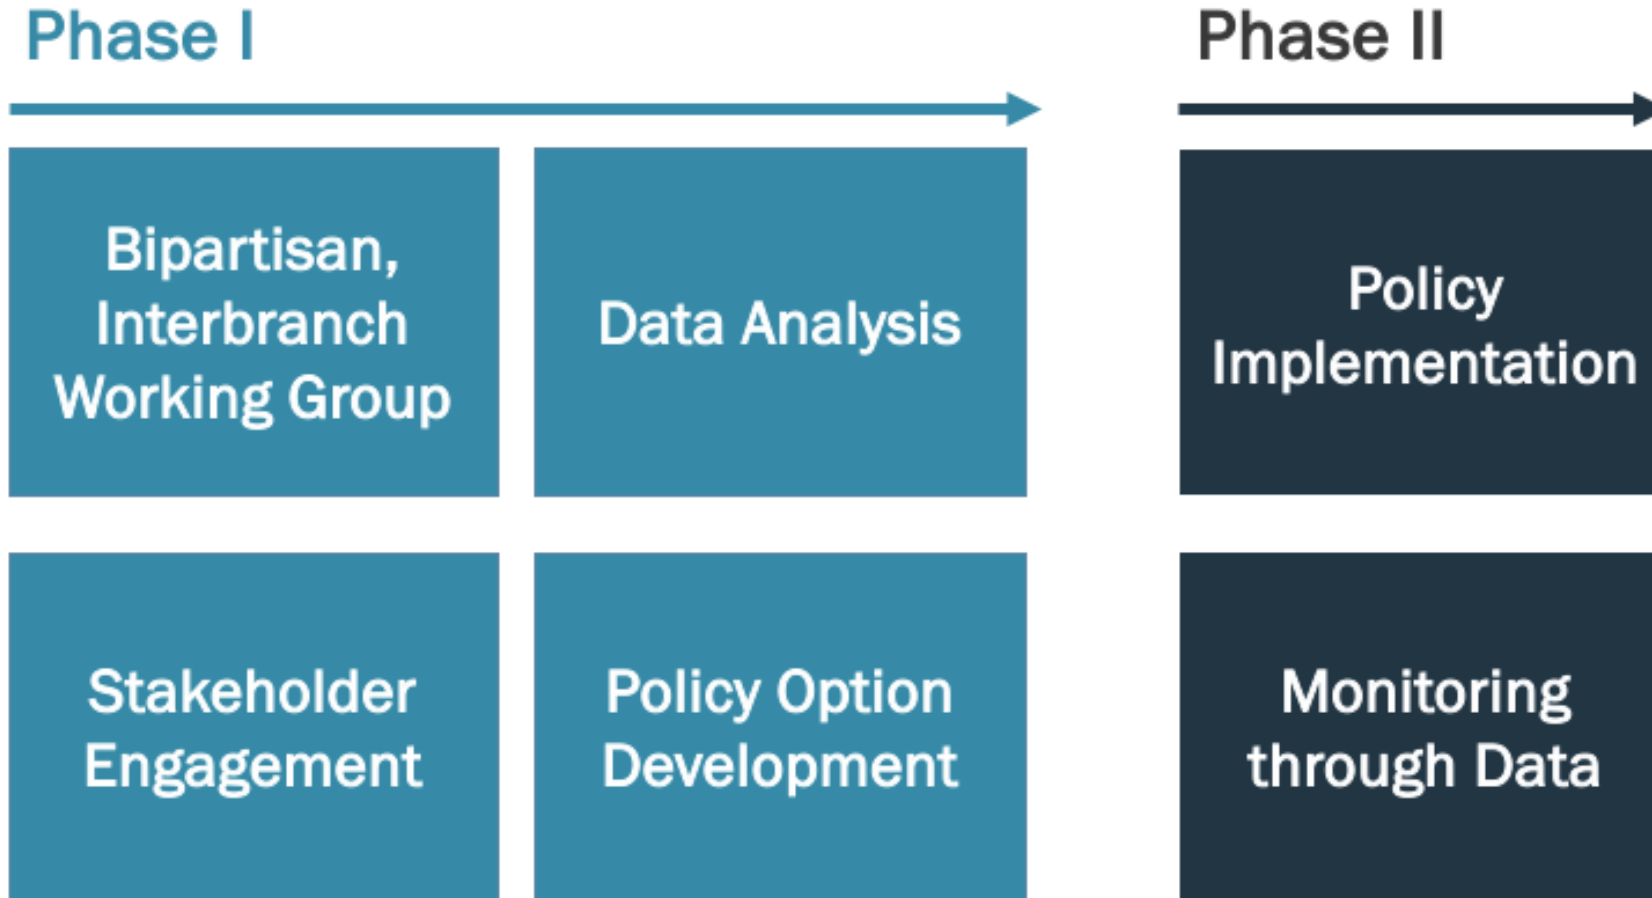 Phase I
Phase II
Bipartisan,
Interbranch
Working Group
Data Analysis
Policy
Implementation
Stakeholder
Engagement
Policy Option
Development
Monitoring
through Data